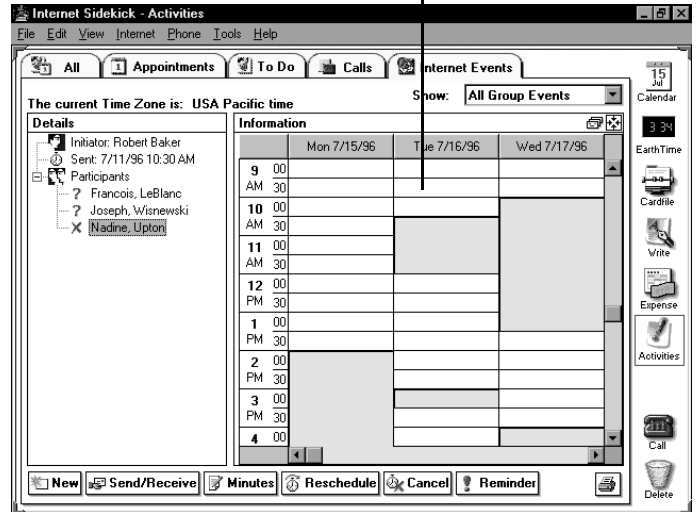 Internet Sidekick - Activities
File Edit View Internet Phone Tools Help
All Appointments To Do Calls Internet Events
The current Time Zone is: USA Pacific time
Show: All Group Events
Details
Initiator: Robert Baker
Sent: 7/11/96 10:30 AM
Participants
? Francois, LeBlanc
? Joseph, Wisnewski
Nadine, Upton
Information
Mon 7/15/96 Tue 7/16/96 Wed 7/17/96
9 00
AM 30
10 00
AM 30
11 00
AM 30
12 00
PM 30
1 00
PM 30
2 00
PM 30
3 00
PM 30
4 00
15
Jul
Calendar
3 34
EarthTime
Cardfile
Write
Expense
Activities
Call
Delete
New Send/Receive Minutes Reschedule Cancel Reminder